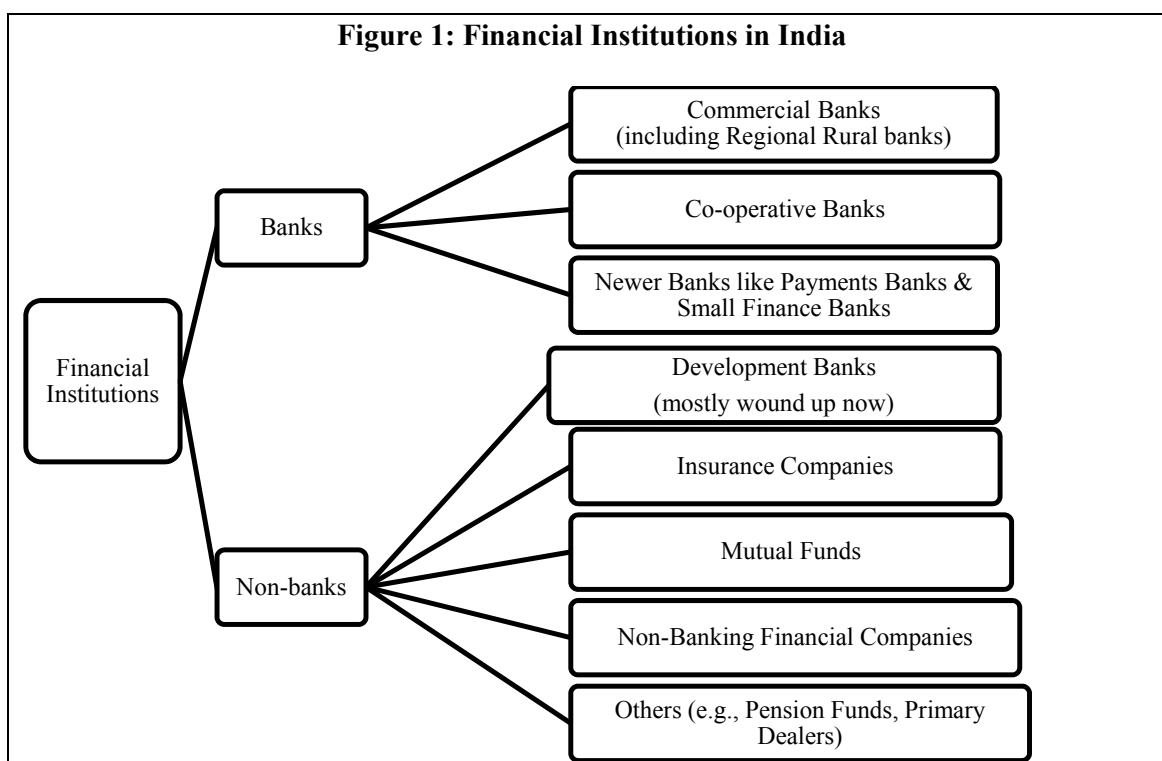 Figure 1: Financial Institutions in India
Commercial Banks
(including Regional Rural banks)
Banks
Co-operative Banks
Newer Banks like Payments Banks &
Small Finance Banks
Financial
Institutions
Development Banks
(mostly wound up now)
Insurance Companies
Mutual Funds
Non-banks
Non-Banking Financial Companies
Others (e.g., Pension Funds, Primary
Dealers)